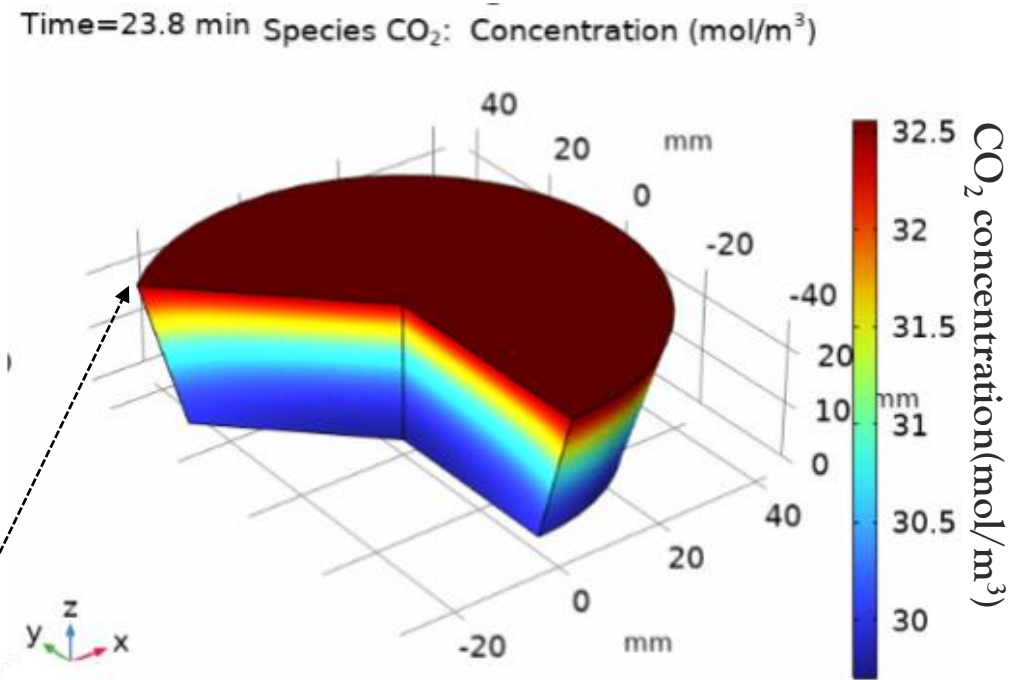 Time=23.8 min Species CO₂: Concentration (mol/m³)
40
20
mm
0
-20
-40
20
10
mm
0
40
20
0
-20
mm
32.5
32
31.5
31
30.5
30
CO₂ concentration(mol/m³)
z
y
x